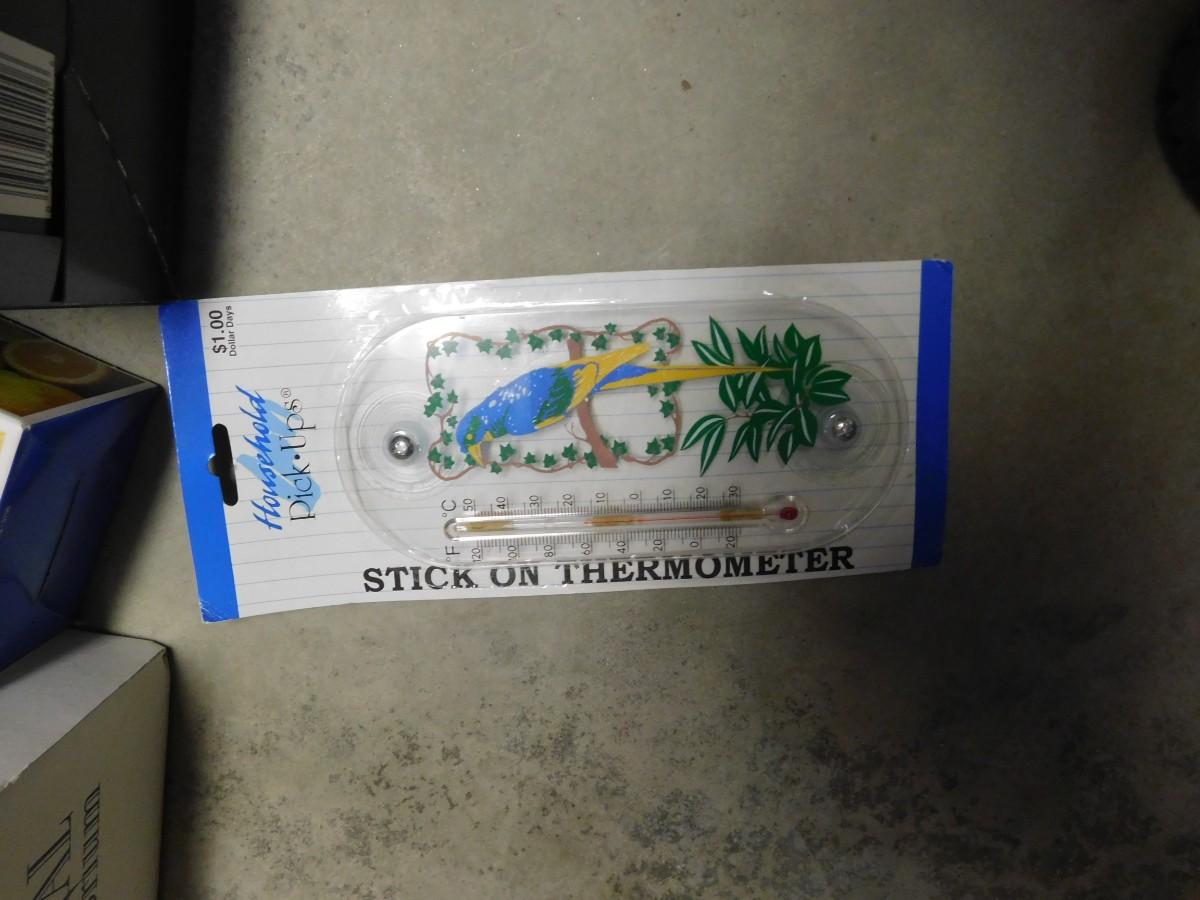 $1.00
Dollar Days
Household
Pick•Ups®
°F °C
120 50
100 40
80 30
60 20
40 10
20 0
0 10
20 20
30
STICK ON THERMOMETER
AL